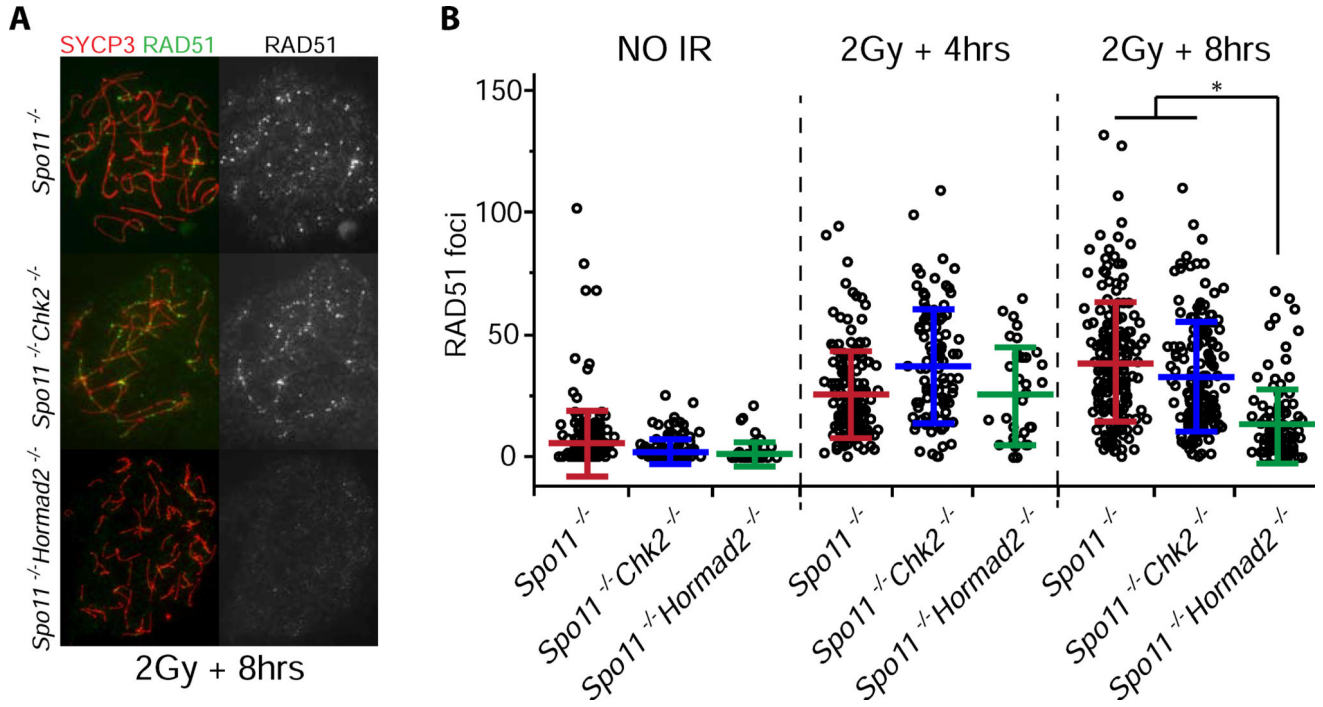 A
SYCP3 RAD51
RAD51
Spo11 -/-
Spo11 -/- Chk2 -/-
Spo11 -/- Hormad2 -/-
2Gy + 8hrs
B
NO IR
2Gy + 4hrs
2Gy + 8hrs
*
RAD51 foci
150
100
50
0
Spo11 -/-
Spo11 -/- Chk2 -/-
Spo11 -/- Hormad2 -/-
Spo11 -/-
Spo11 -/- Chk2 -/-
Spo11 -/- Hormad2 -/-
Spo11 -/-
Spo11 -/- Chk2 -/-
Spo11 -/- Hormad2 -/-